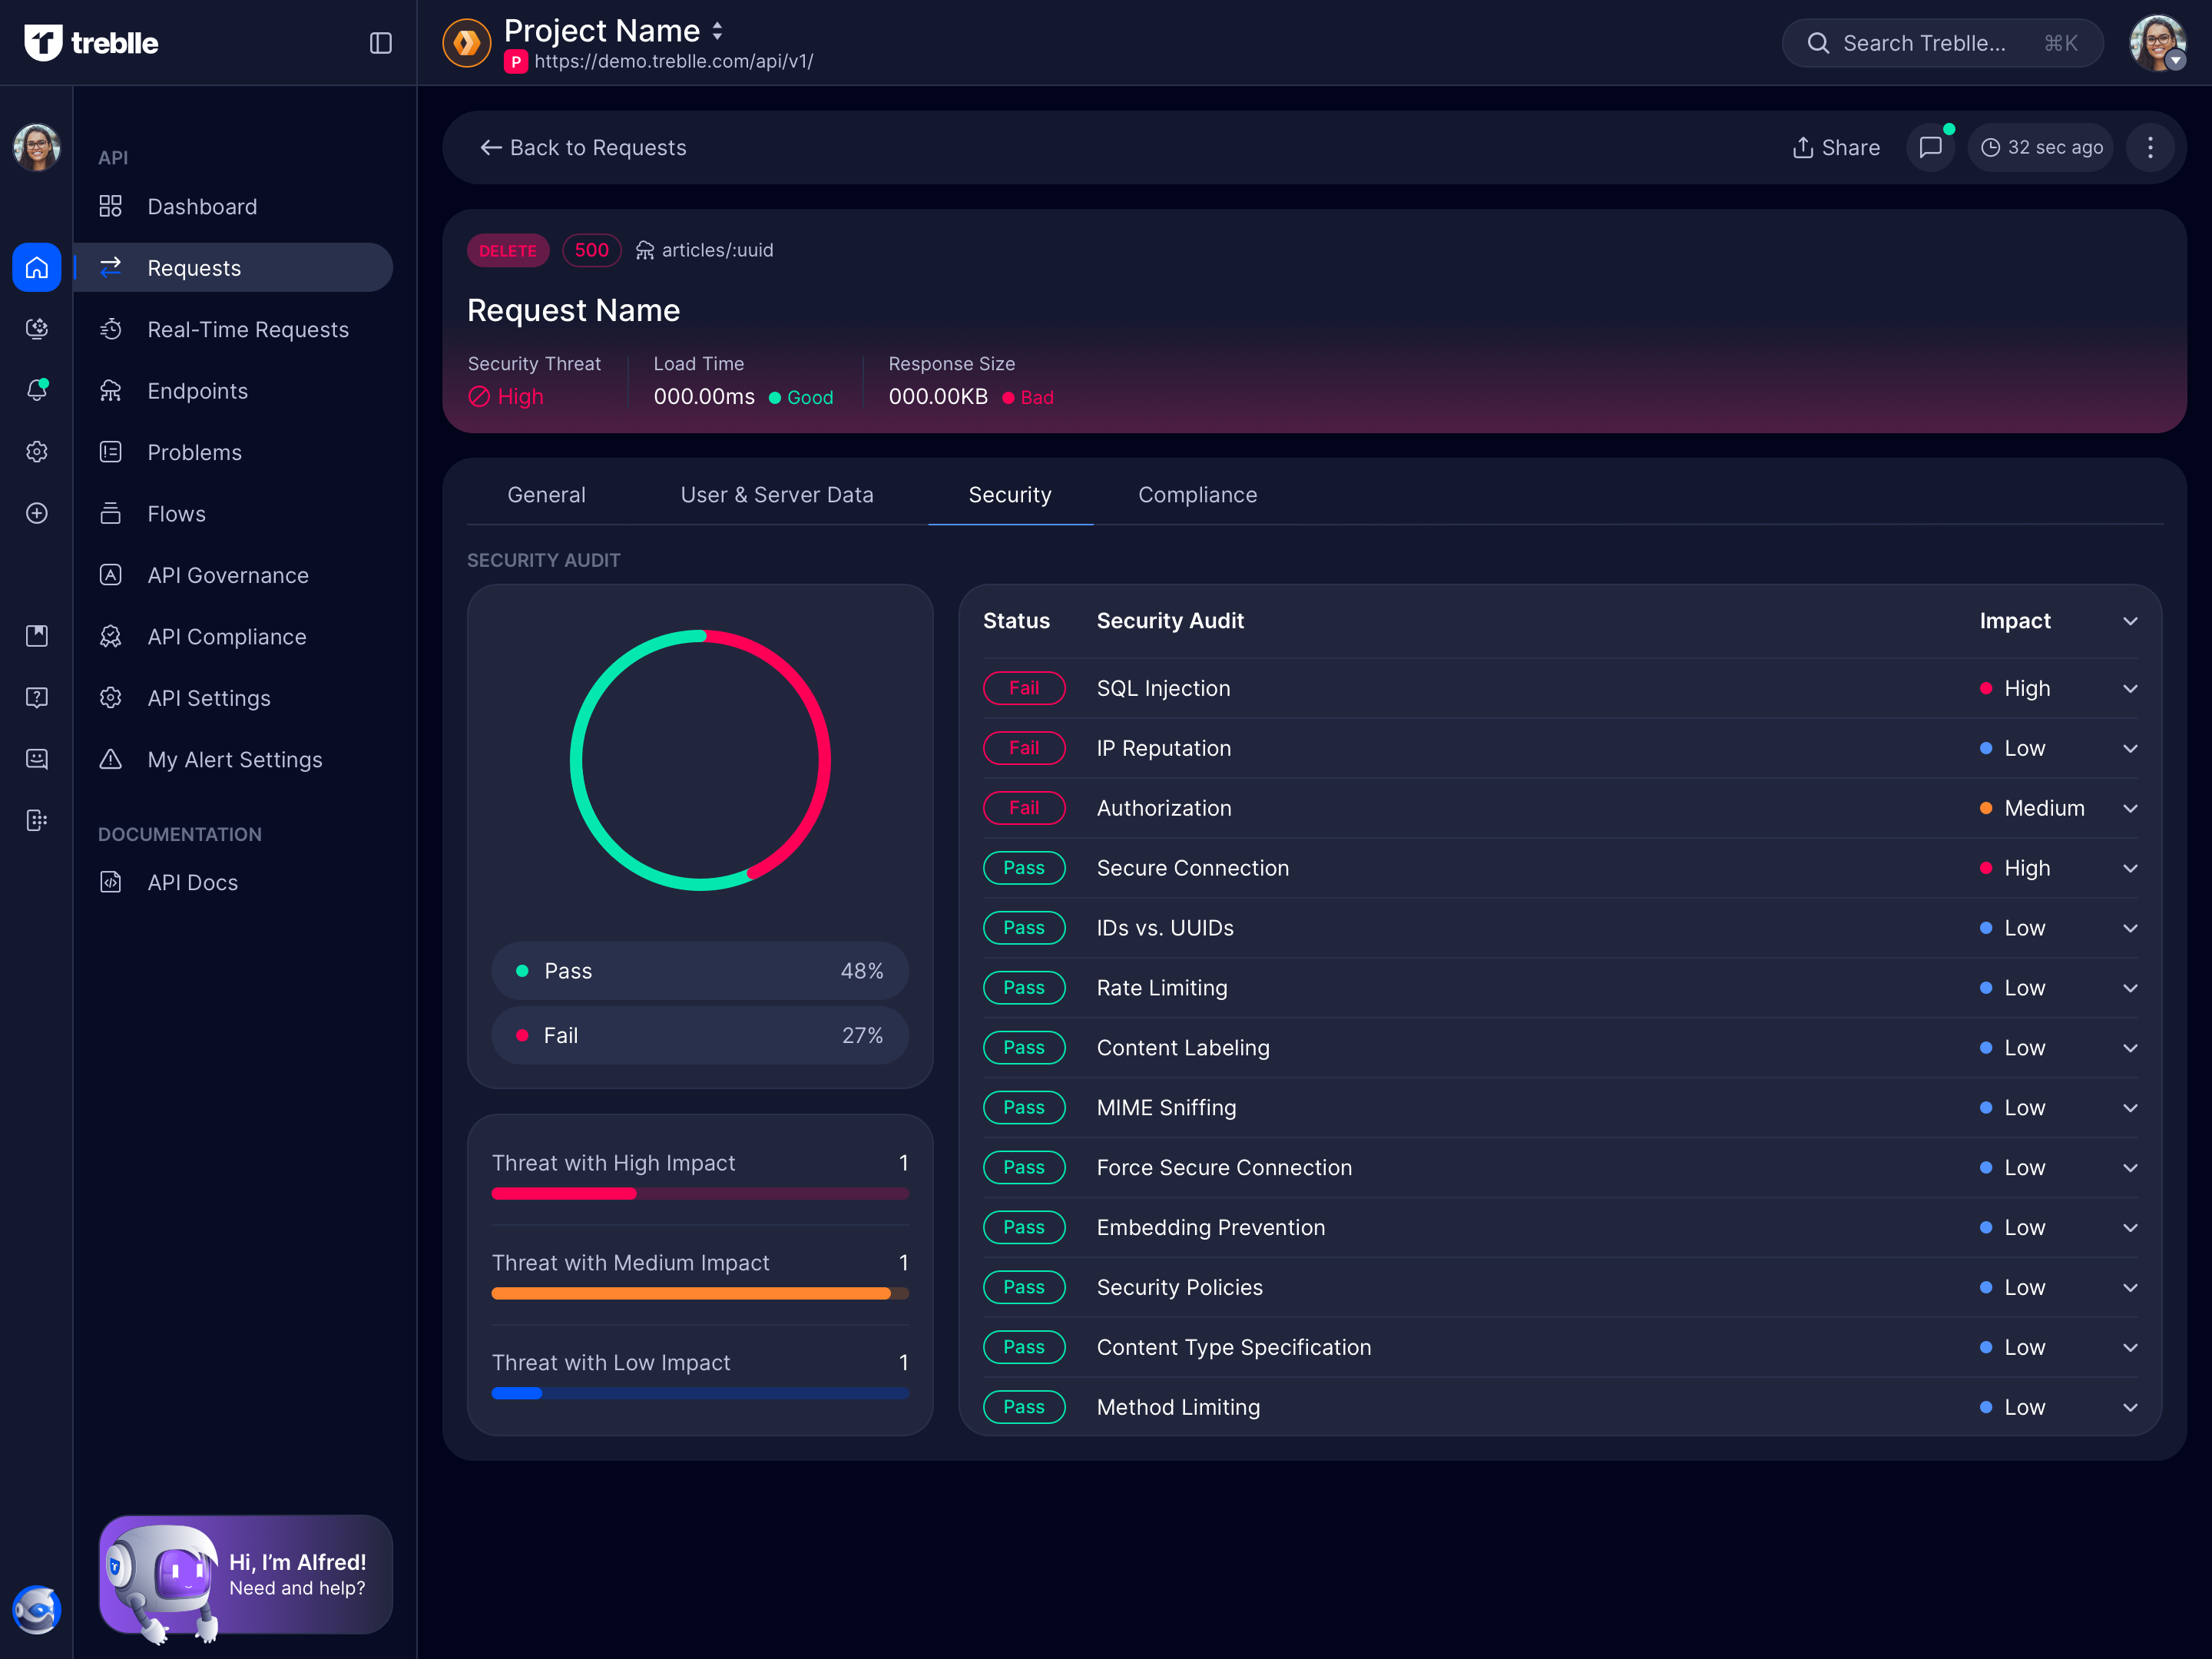 treblle
Project Name
P https://demo.treblle.com/api/v1/
Search Treblle... ⌘K
API
Dashboard
Requests
Real-Time Requests
Endpoints
Problems
Flows
API Governance
API Compliance
API Settings
My Alert Settings
DOCUMENTATION
API Docs
Hi, I’m Alfred!
Need and help?
Back to Requests
Share
32 sec ago
DELETE 500 articles/:uuid
Request Name
Security Threat Load Time Response Size
High 000.00ms Good 000.00KB Bad
General User & Server Data Security Compliance
SECURITY AUDIT
Pass 48%
Fail 27%
Threat with High Impact 1
Threat with Medium Impact 1
Threat with Low Impact 1
Status Security Audit Impact
Fail SQL Injection High
Fail IP Reputation Low
Fail Authorization Medium
Pass Secure Connection High
Pass IDs vs. UUIDs Low
Pass Rate Limiting Low
Pass Content Labeling Low
Pass MIME Sniffing Low
Pass Force Secure Connection Low
Pass Embedding Prevention Low
Pass Security Policies Low
Pass Content Type Specification Low
Pass Method Limiting Low